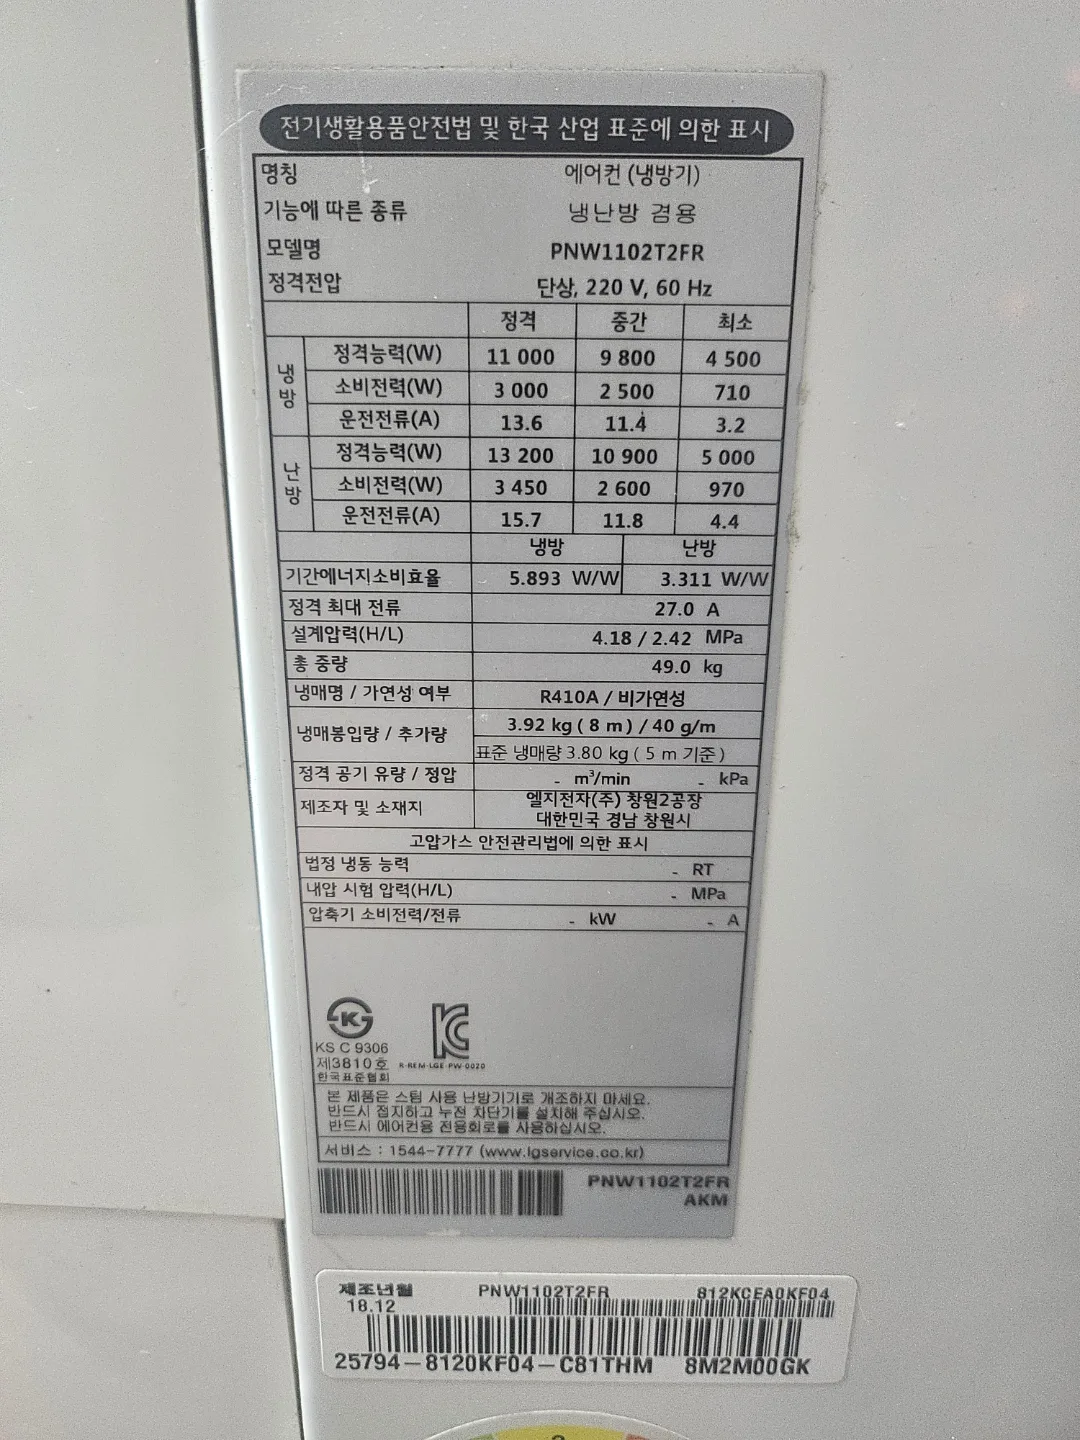 전기생활용품안전법 및 한국 산업 표준에 의한 표시
명칭 에어컨 (냉방기)
기능에 따른 종류 냉난방 겸용
모델명 PNW1102T2FR
정격전압 단상, 220 V, 60 Hz
정격 중간 최소
냉방
정격능력(W) 11 000 9 800 4 500
소비전력(W) 3 000 2 500 710
운전전류(A) 13.6 11.4 3.2
난방
정격능력(W) 13 200 10 900 5 000
소비전력(W) 3 450 2 600 970
운전전류(A) 15.7 11.8 4.4
냉방 난방
기간에너지소비효율 5.893 W/W 3.311 W/W
정격 최대 전류 27.0 A
설계압력(H/L) 4.18 / 2.42 MPa
총 중량 49.0 kg
냉매명 / 가연성 여부 R410A / 비가연성
냉매봉입량 / 추가량 3.92 kg ( 8 m ) / 40 g/m
표준 냉매량 3.80 kg ( 5 m 기준 )
정격 공기 유량 / 정압 - m³/min - kPa
제조자 및 소재지 엘지전자(주) 창원2공장
대한민국 경남 창원시
고압가스 안전관리법에 의한 표시
법정 냉동 능력 - RT
내압 시험 압력(H/L) - MPa
압축기 소비전력/전류 - kW - A
KS C 9306
제3810호
한국표준협회
R-REM-LGE-PW-0020
본 제품은 스팀 사용 난방기기로 개조하지 마세요.
반드시 접지하고 누전 차단기를 설치해 주십시오.
반드시 에어컨용 전용회로를 사용하십시오.
서비스 : 1544-7777 (www.lgservice.co.kr)
PNW1102T2FR
AKM
제조년월 PNW1102T2FR 812KCEA0KF04
18.12
25794-8120KF04-C81THM 8M2M00GK